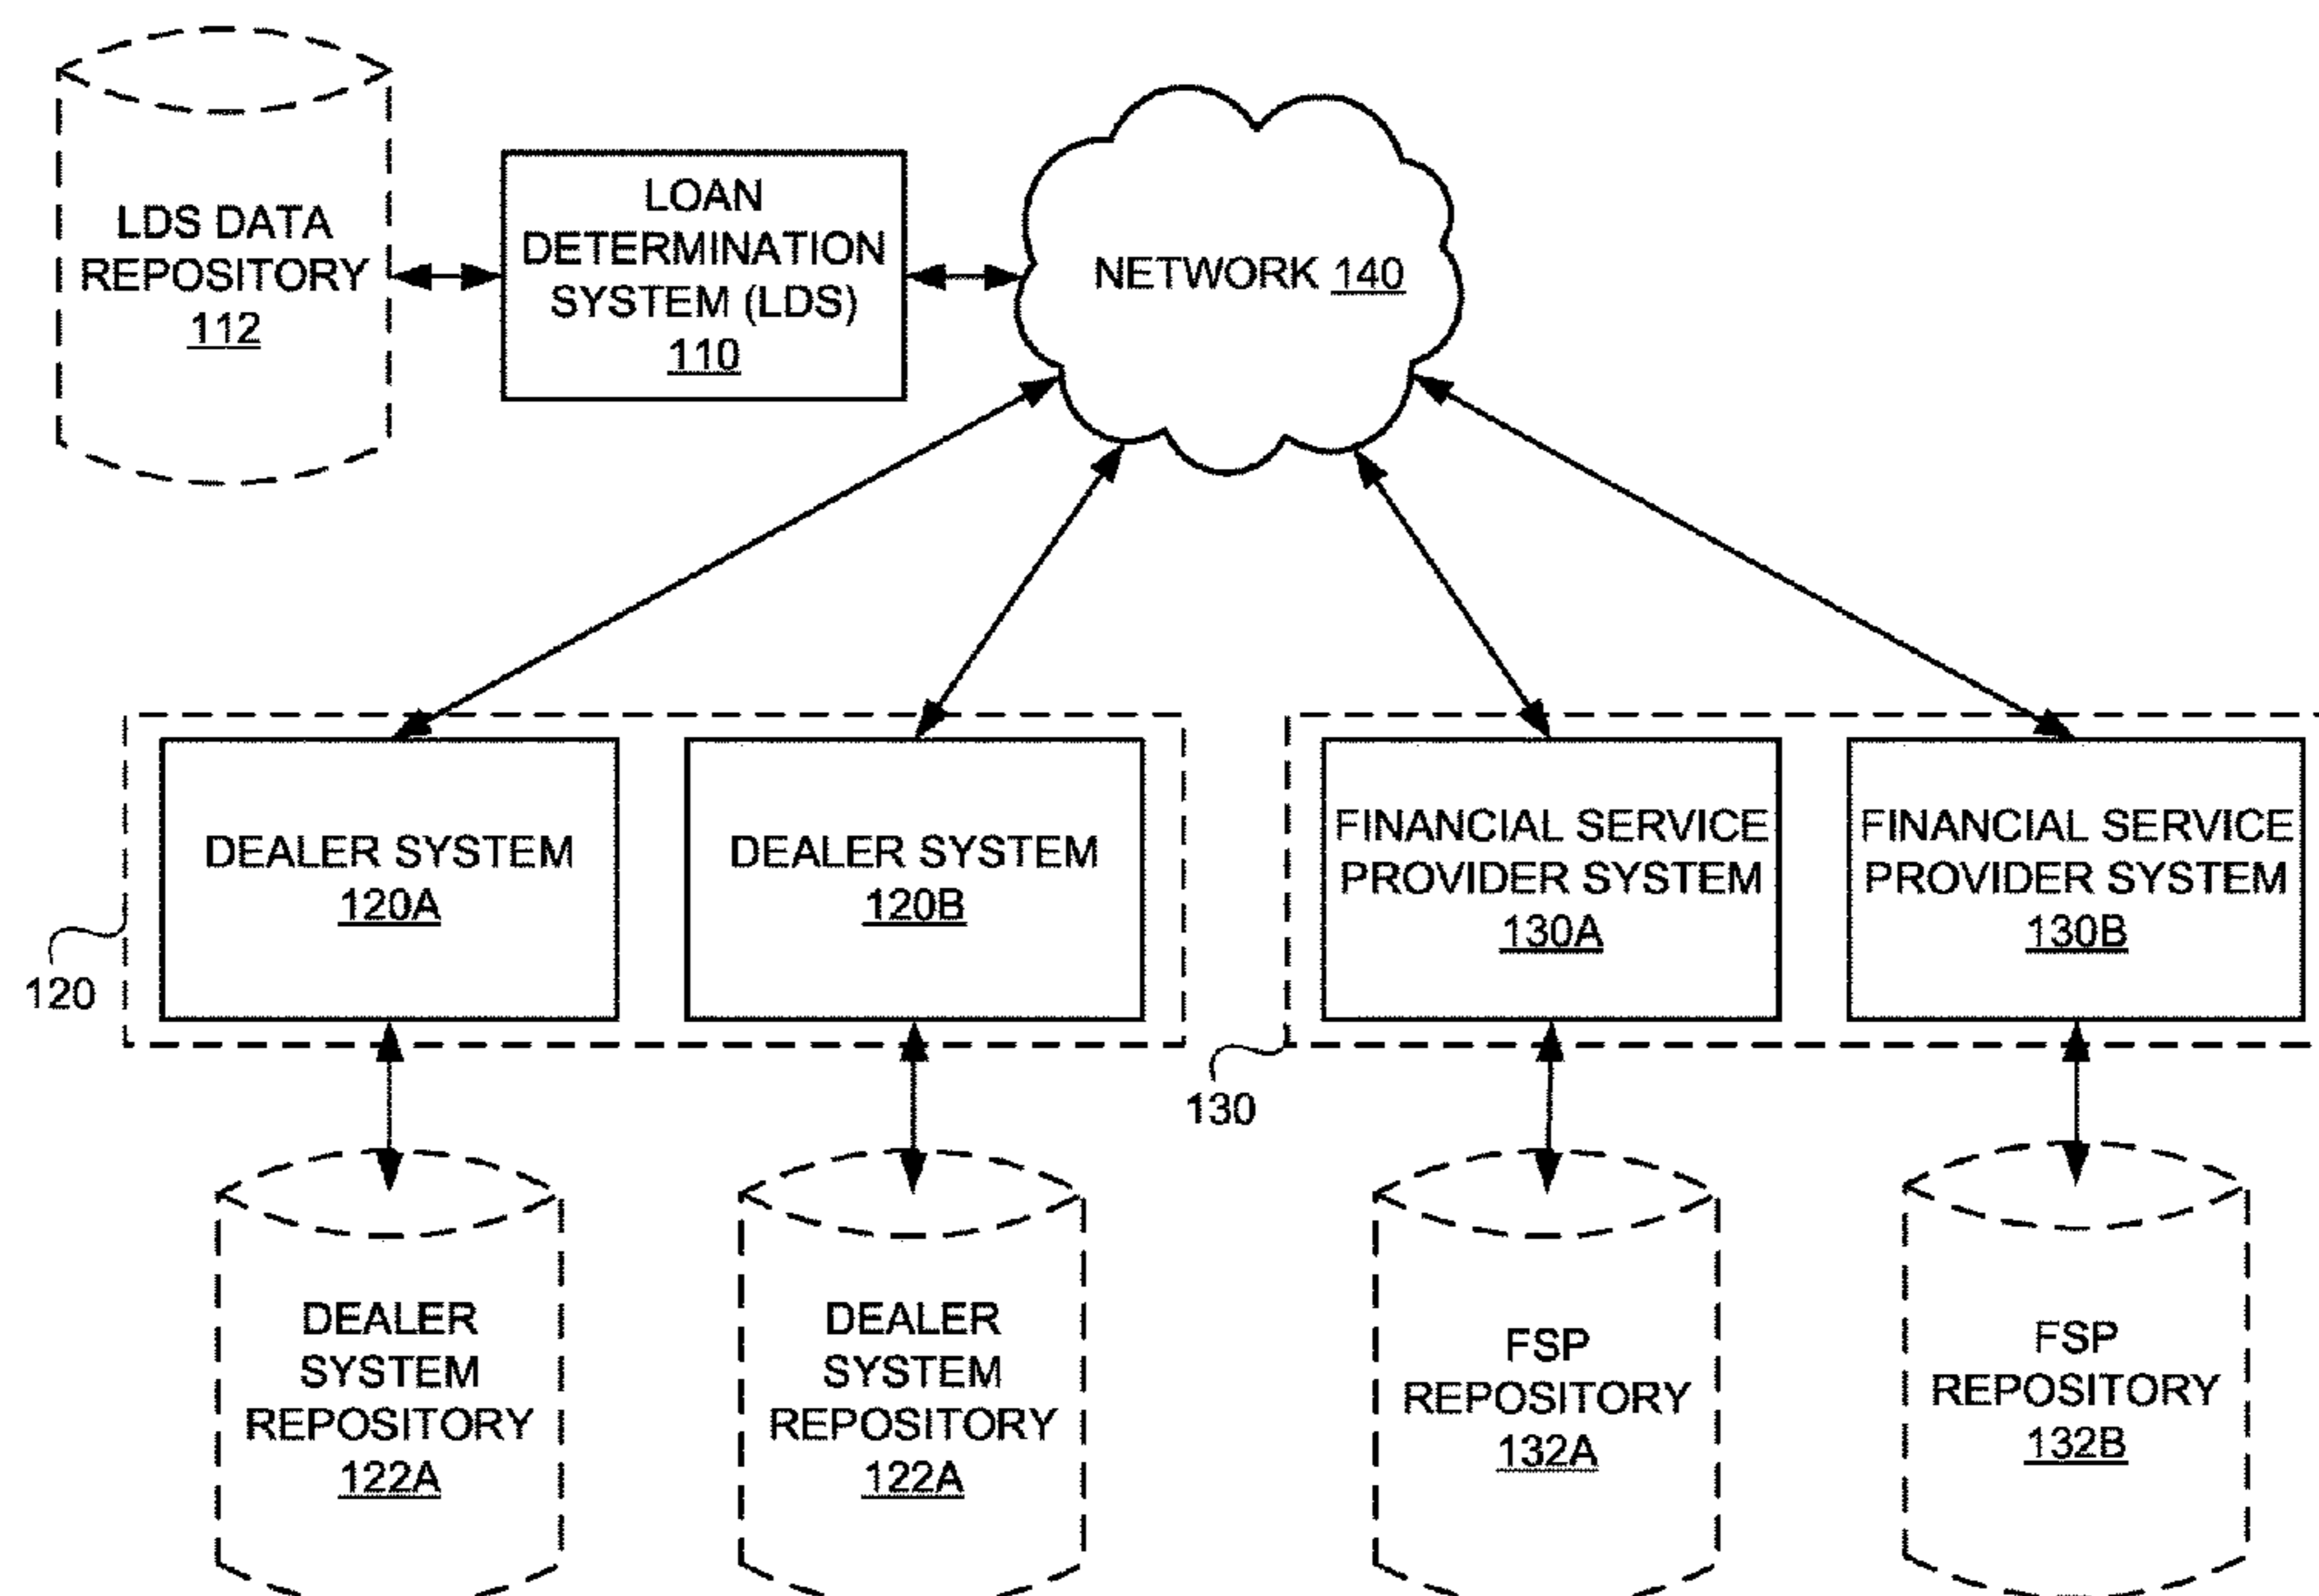 LDS DATA
REPOSITORY
112
LOAN
DETERMINATION
SYSTEM (LDS)
110
NETWORK 140
DEALER SYSTEM
120A
DEALER SYSTEM
120B
FINANCIAL SERVICE
PROVIDER SYSTEM
130A
FINANCIAL SERVICE
PROVIDER SYSTEM
130B
120
130
DEALER
SYSTEM
REPOSITORY
122A
DEALER
SYSTEM
REPOSITORY
122A
FSP
REPOSITORY
132A
FSP
REPOSITORY
132B